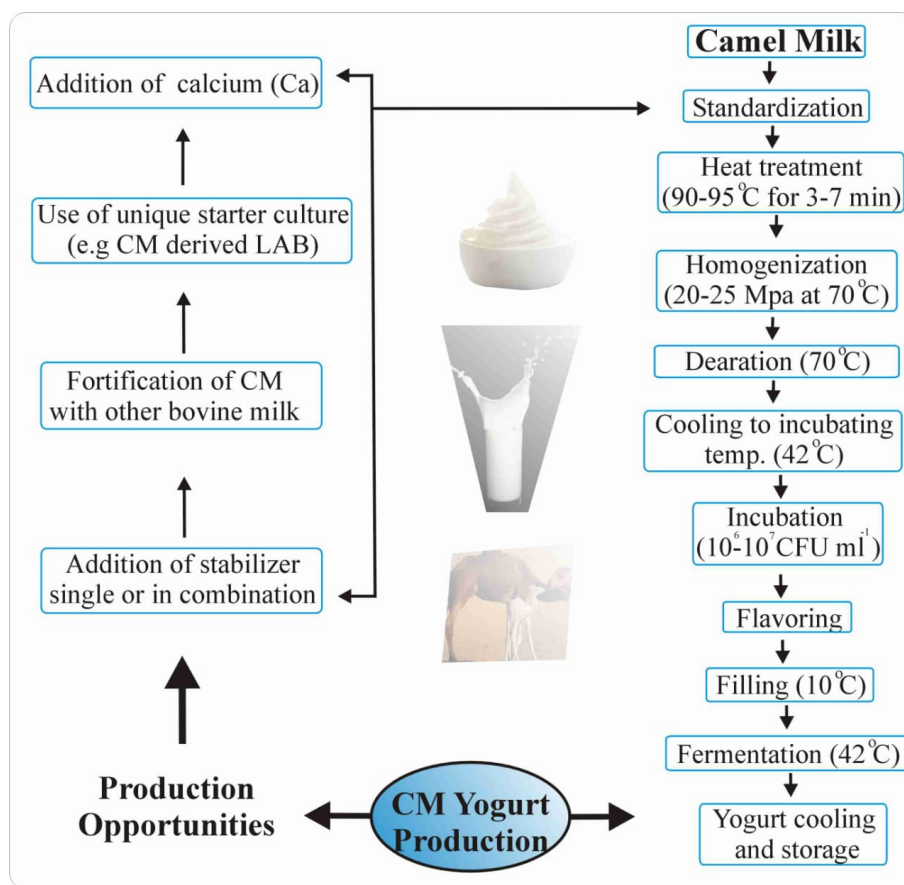 Addition of calcium (Ca)
Use of unique starter culture
(e.g CM derived LAB)
Fortification of CM
with other bovine milk
Addition of stabilizer
single or in combination
Production
Opportunities
CM Yogurt
Production
Camel Milk
Standardization
Heat treatment
(90-95°C for 3-7 min)
Homogenization
(20-25 Mpa at 70°C)
Dearation (70°C)
Cooling to incubating
temp. (42°C)
Incubation
(10⁶-10⁷CFU ml⁻¹)
Flavoring
Filling (10°C)
Fermentation (42°C)
Yogurt cooling
and storage